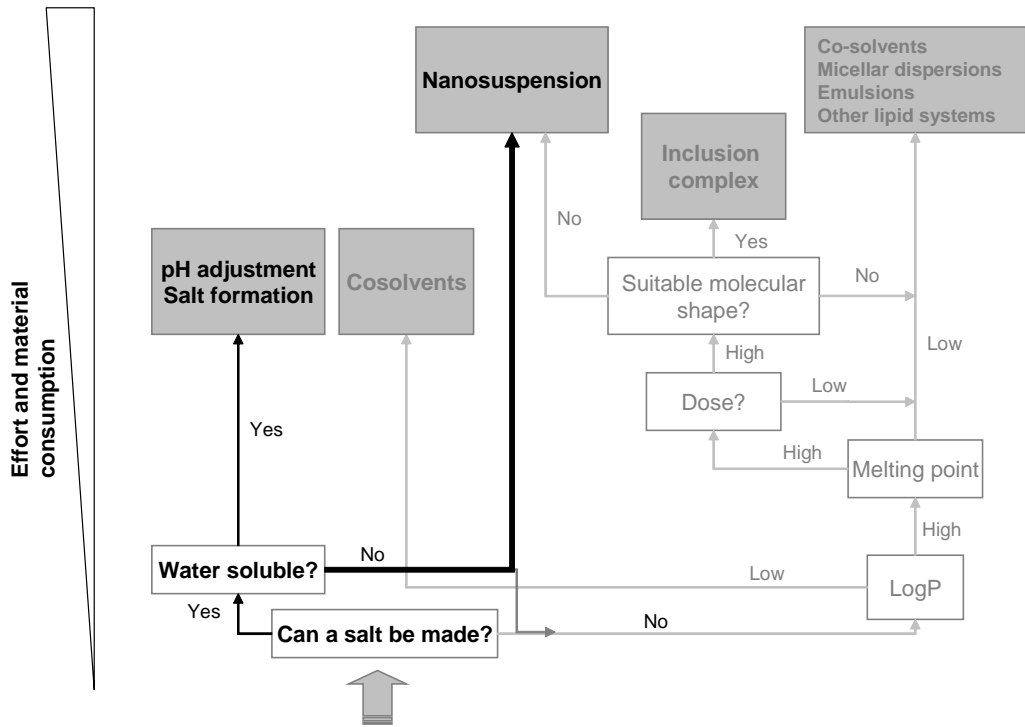 Co-solvents
Micellar dispersions
Emulsions
Other lipid systems
Nanosuspension
Inclusion
complex
No
Yes
pH adjustment
Salt formation
Cosolvents
Suitable molecular
shape?
No
High
Low
Effort and material
consumption
Dose?
Low
Yes
High
Melting point
High
Water soluble?
No
Low
LogP
Yes
Can a salt be made?
No